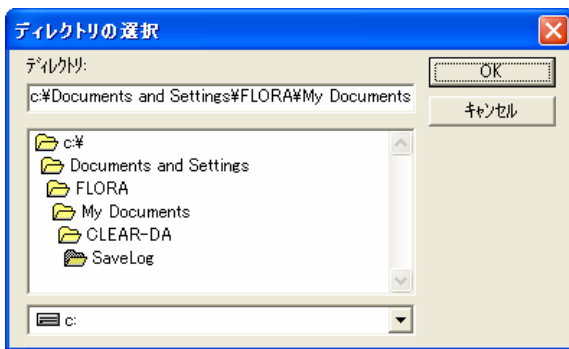 ディレクトリの選択
ディレクトリ:
OK
c:¥Documents and Settings¥FLORA¥My Documents
キャンセル
c:¥
Documents and Settings
FLORA
My Documents
CLEAR-DA
SaveLog
c: